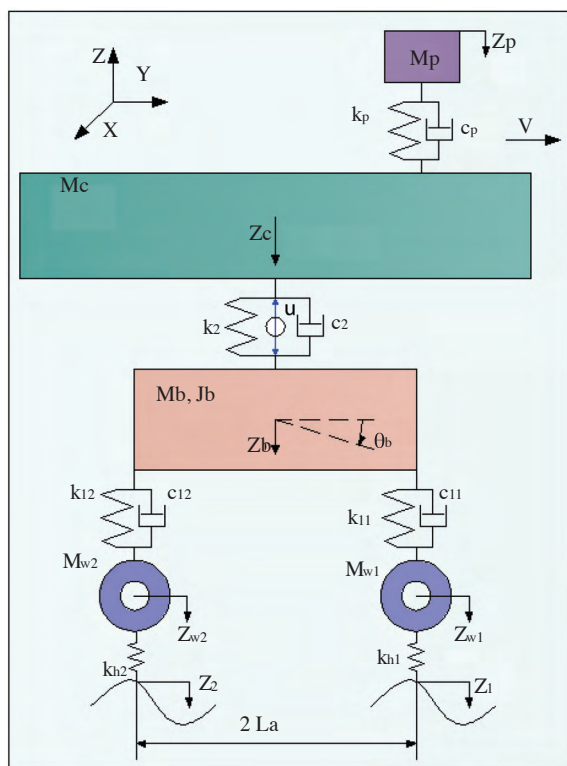 Z
Y
X
Mp
Zp
kp
cp
V
Mc
Zc
k2
u
c2
Mb, Jb
Zb
θb
k12
c12
k11
c11
Mw2
Mw1
Zw2
Zw1
kh2
kh1
Z2
Z1
2 La